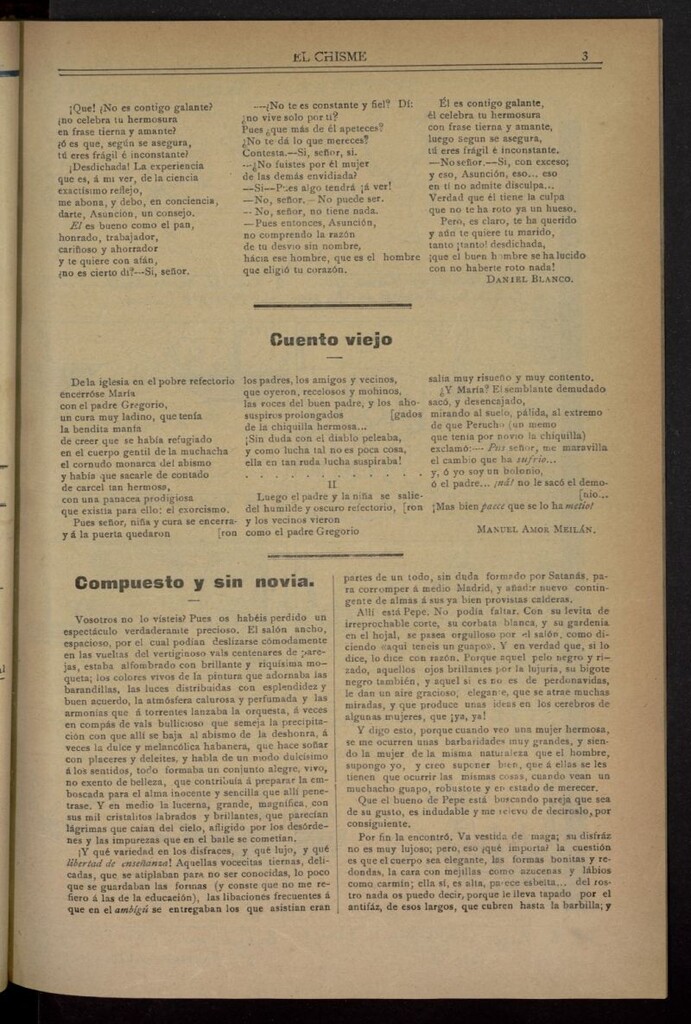 EL CHISME
3
¡Que! ¿No es contigo galante?
¿no celebra tu hermosura
en frase tierna y amante?
¿ó es que, según se asegura,
tú eres frágil é inconstante?
¡Desdichada! La experiencia
que es, á mi ver, de la ciencia
exactísimo reflejo,
me abona, y debo, en conciencia,
darte, Asunción, un consejo.
El es bueno como el pan,
honrado, trabajador,
cariñoso y ahorrador
y te quiere con afán,
¿no es cierto di?—Si, señor.
—¿No te es constante y fiel? Di:
¿no vive solo por ti?
Pues ¿que más de él apeteces?
¿No te dá lo que mereces?
Contesta.—Si, señor, si.
—¿No fuistes por él mujer
de las demás envidiada?
—Si—Pues algo tendrá ¡á ver!
—No, señor.—No puede ser.
—No, señor, no tiene nada.
—Pues entonces, Asunción,
no comprendo la razón
de tu desvio sin nombre,
hácia ese hombre, que es el hombre
que eligió tu corazón.
Él es contigo galante,
él celebra tu hermosura
con frase tierna y amante,
luego segun se asegura,
tú eres frágil é inconstante.
—No señor.—Si, con exceso;
y eso, Asunción, eso... eso
en tí no admite disculpa...
Verdad que él tiene la culpa
que no te ha roto ya un hueso.
Pero, es claro, te ha querido
y aún te quiere tu marido,
tanto ¡tanto! desdichada,
¡que el buen hombre se ha lucido
con no haberte roto nada!
DANIEL BLANCO.
Cuento viejo
De la iglesia en el pobre refectorio
encerróse María
con el padre Gregorio,
un cura muy ladino, que tenía
la bendita manía
de creer que se había refugiado
en el cuerpo gentil de la muchacha
el cornudo monarca del abismo
y había que sacarle de contado
de carcel tan hermosa,
con una panacea prodigiosa
que existía para ello: el exorcismo.
Pues señor, niña y cura se encerra-
y á la puerta quedaron [ron
los padres, los amigos y vecinos,
que oyeron, recelosos y mohinos,
las voces del buen padre, y los aho-
suspiros prolongados [gados
de la chiquilla hermosa...
¡Sin duda con el diablo peleaba,
y como lucha tal no es poca cosa,
ella en tan ruda lucha suspiraba!
. . . . . . . . . . . .
II
Luego el padre y la niña se salie-
del humilde y oscuro refectorio, [ron
y los vecinos vieron
como el padre Gregorio
salia muy risueño y muy contento.
¿Y María? El semblante demudado
sacó, y desencajado,
mirando al suelo, pálida, al extremo
de que Perucho (un memo
que tenia por novio la chiquilla)
exclamó:—Pus señor, me maravilla
el cambio que ha sufrio...
y, ó yo soy un bolonio,
ó el padre... ¡ná! no le sacó el demo-
[nio...
¡Mas bien paece que se lo ha metio!
MANUEL AMOR MEILÁN.
Compuesto y sin novia.
Vosotros no lo vísteis? Pues os habéis perdido un
espectáculo verdaderante precioso. El salón ancho,
espacioso, por el cual podían deslizarse cómodamente
en las vueltas del vertiginoso vals centenares de pare-
jas, estaba alfombrado con brillante y riquísima mo-
queta; los colores vivos de la pintura que adornaba las
barandillas, las luces distribuidas con esplendidez y
buen acuerdo, la atmósfera calurosa y perfumada y las
armonias que á torrentes lanzaba la orquesta, á veces
en compás de vals bullicioso que semeja la precipita-
ción con que allí se baja al abismo de la deshonra, á
veces la dulce y melancólica habanera, que hace soñar
con placeres y deleites, y habla de un modo dulcísimo
á los sentidos, todo formaba un conjunto alegre, vivo,
no exento de belleza, que contribuía á preparar la em-
boscada para el alma inocente y sencilla que allí pene-
trase. Y en medio la lucerna, grande, magnífica, con
sus mil cristalitos labrados y brillantes, que parecían
lágrimas que caían del cielo, afligido por los desórde-
nes y las impurezas que en el baile se cometían.
¡Y qué variedad en los disfraces, y qué lujo, y qué
libertad de enseñanza! Aquellas vocecitas tiernas, deli-
cadas, que se atiplaban para no ser conocidas, lo poco
que se guardaban las formas (y conste que no me re-
fiero á las de la educación), las libaciones frecuentes á
que en el ambigú se entregaban los que asistían eran
partes de un todo, sin duda formado por Satanás, pa-
ra corromper á medio Madrid, y añadir nuevo contin-
gente de almas á sus ya bien provistas calderas.
Allí está Pepe. No podía faltar. Con su levita de
irreprochable corte, su corbata blanca, y su gardenia
en el hojal, se pasea orgulloso por el salón, como di-
ciendo «aquí teneis un guapo». Y en verdad que, si lo
dice, lo dice con razón. Porque aquel pelo negro y ri-
zado, aquellos ojos brillantes por la lujuria, su bigote
negro también, y aquel si es no es de perdonavidas,
le dan un aire gracioso, elegante, que se atrae muchas
miradas, y que produce unas ideas en los cerebros de
algunas mujeres, que ¡ya, ya!
Y digo esto, porque cuando veo una mujer hermosa,
se me ocurren unas barbaridades muy grandes, y sien-
do la mujer de la misma naturaleza que el hombre,
supongo yo, y creo suponer bien, que á ellas se les
tienen que ocurrir las mismas cosas, cuando vean un
muchacho guapo, robustote y en estado de merecer.
Que el bueno de Pepe está buscando pareja que sea
de su gusto, es indudable y me relevo de deciroslo, por
consiguiente.
Por fin la encontró. Va vestida de maga; su disfráz
no es muy lujoso; pero, eso ¡qué importa! la cuestión
es que el cuerpo sea elegante, las formas bonitas y re-
dondas, la cara con mejillas como azucenas y lábios
como carmín; ella sí, es alta, parece esbelta... del ros-
tro nada os puedo decir, porque le lleva tapado por el
antifáz, de esos largos, que cubren hasta la barbilla; y